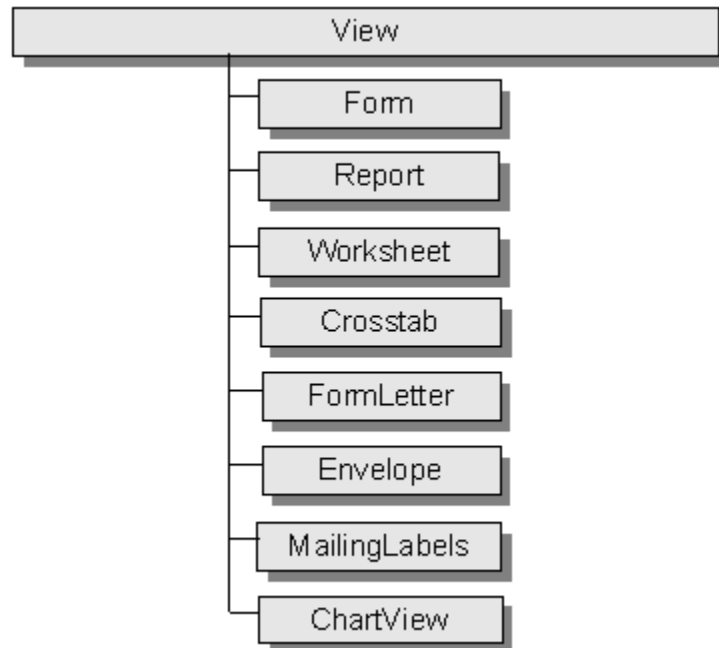 View
Form
Report
Worksheet
Crosstab
FormLetter
Envelope
MailingLabels
ChartView